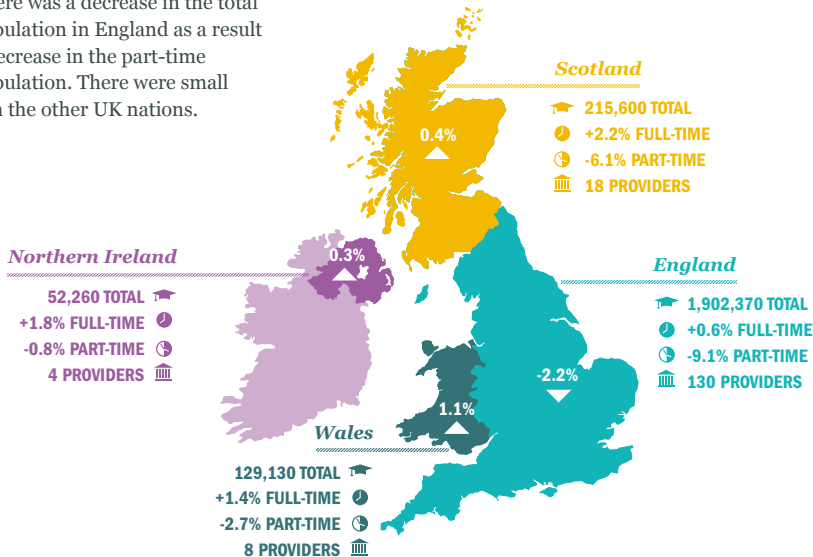 ere was a decrease in the total
pulation in England as a result
ecrease in the part-time
pulation. There were small
n the other UK nations.
Scotland
215,600 TOTAL
+2.2% FULL-TIME
-6.1% PART-TIME
18 PROVIDERS
0.4%
Northern Ireland
52,260 TOTAL
+1.8% FULL-TIME
-0.8% PART-TIME
4 PROVIDERS
0.3%
England
1,902,370 TOTAL
+0.6% FULL-TIME
-9.1% PART-TIME
130 PROVIDERS
-2.2%
1.1%
Wales
129,130 TOTAL
+1.4% FULL-TIME
-2.7% PART-TIME
8 PROVIDERS